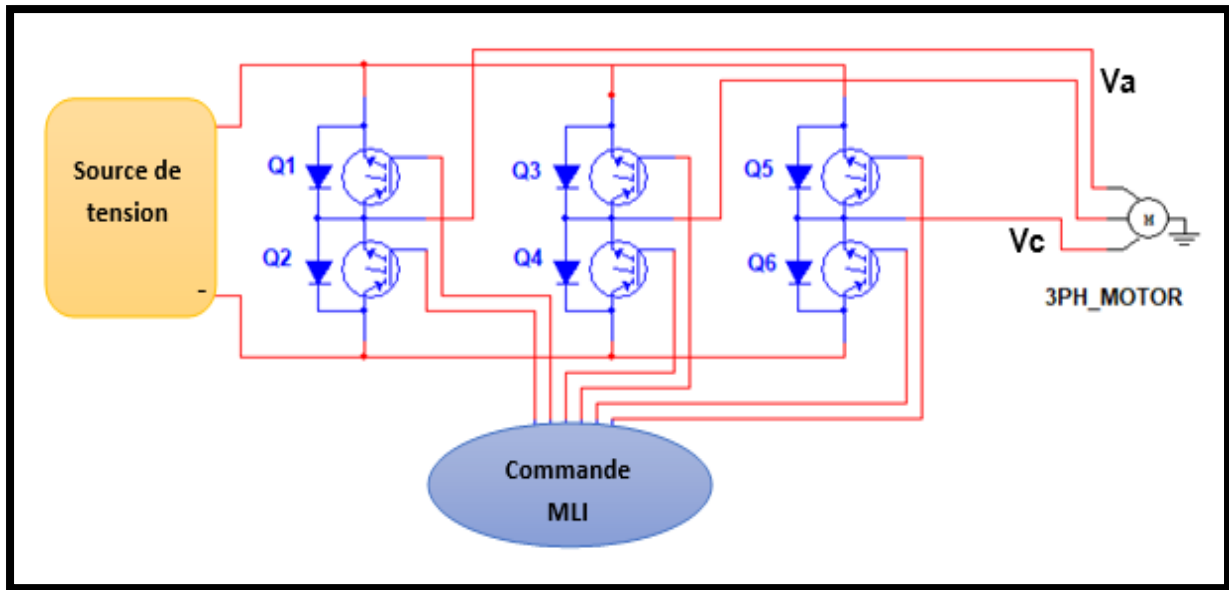 Va
Source de
tension
Q1
Q3
Q5
Q2
Q4
Q6
Vc
-
3PH_MOTOR
Commande
MLI